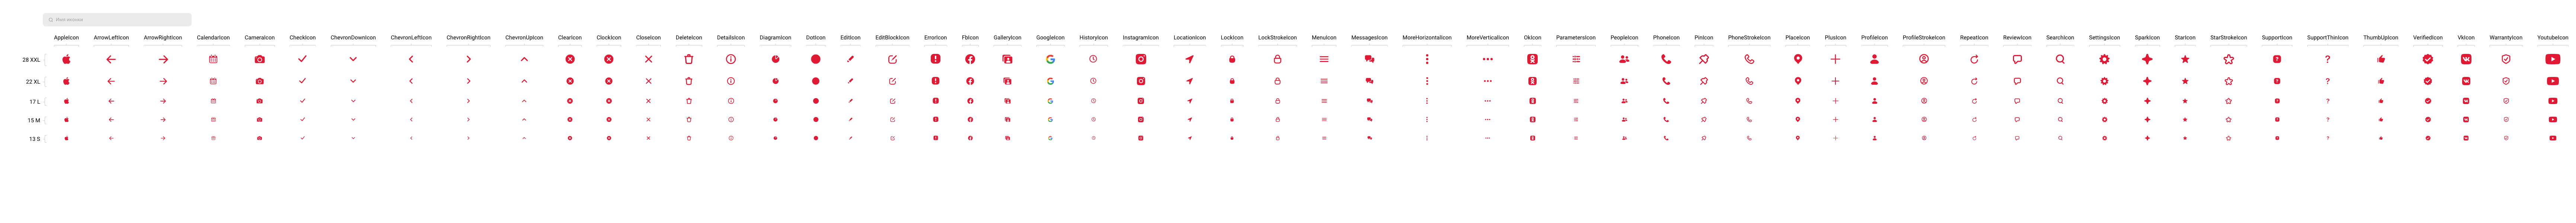 AppleIcon ArrowLeftIcon ArrowRightIcon CalendarIcon CameraIcon CheckIcon ChevronDownIcon ChevronLeftIcon ChevronRightIcon ChevronUpIcon ClearIcon ClockIcon CloseIcon DeleteIcon DetailsIcon DiagramIcon DotIcon EditIcon EditBlockIcon ErrorIcon FbIcon GalleryIcon GoogleIcon HistoryIcon InstagramIcon LocationIcon LockIcon LockStrokeIcon MenuIcon MessagesIcon MoreHorizontalIcon MoreVerticalIcon OkIcon ParametersIcon PeopleIcon PhoneIcon PinIcon PhoneStrokeIcon PlaceIcon PlusIcon ProfileIcon ProfileStrokeIcon RepeatIcon ReviewIcon SearchIcon SettingsIcon SparkIcon StarIcon StarStrokeIcon SupportIcon SupportThinIcon ThumbUpIcon VerifiedIcon VkIcon WarrantyIcon YoutubeIcon
28 XXL
22 XL
17 L
15 M
13 S